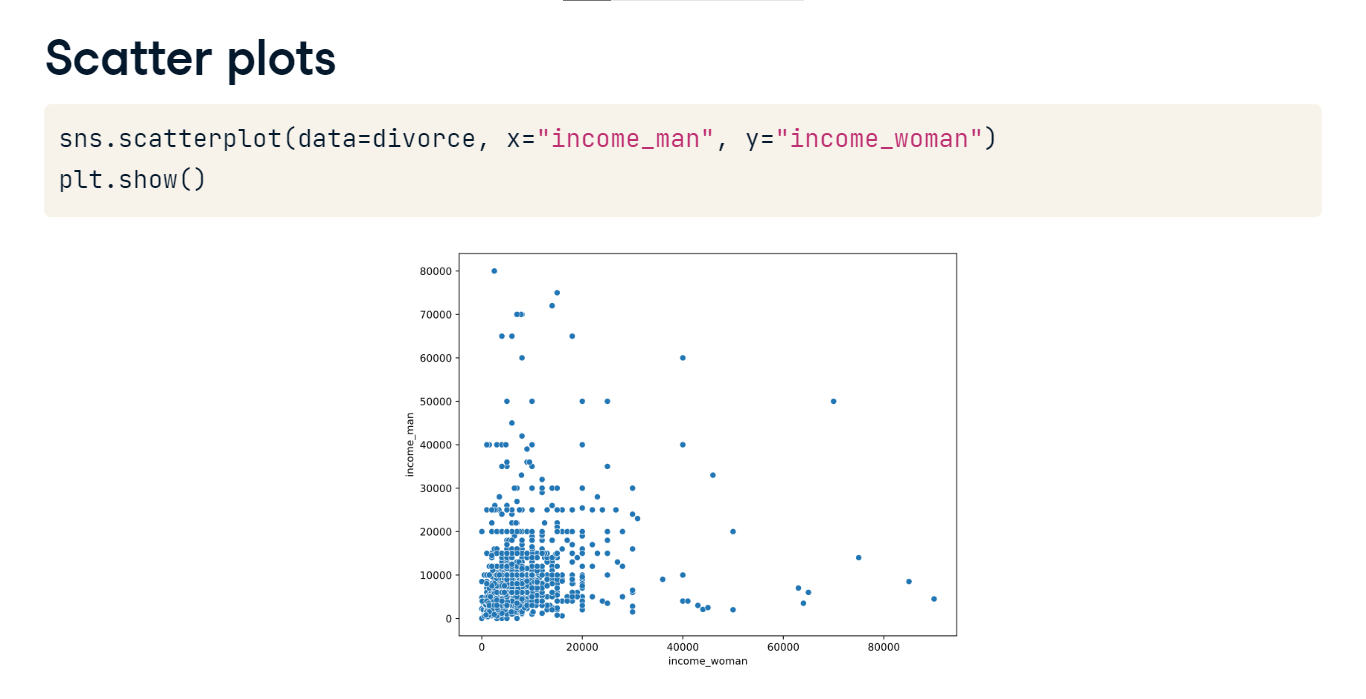 Scatter plots
sns.scatterplot(data=divorce, x="income_man", y="income_woman")
plt.show()
80000
70000
60000
50000
40000
30000
20000
10000
0
income_man
0 20000 40000 60000 80000
income_woman